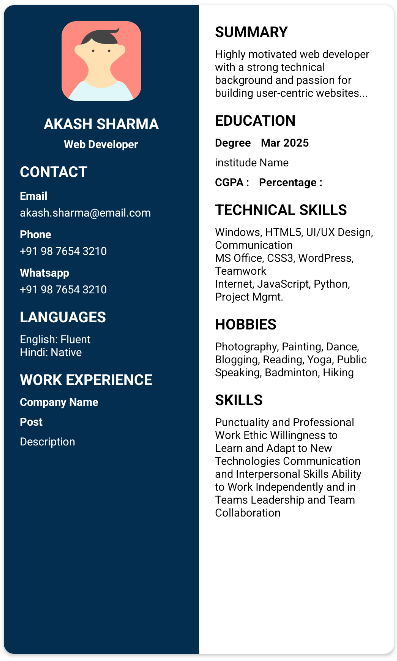 AKASH SHARMA
Web Developer
CONTACT
Email
akash.sharma@email.com
Phone
+91 98 7654 3210
Whatsapp
+91 98 7654 3210
LANGUAGES
English: Fluent
Hindi: Native
WORK EXPERIENCE
Company Name
Post
Description
SUMMARY
Highly motivated web developer
with a strong technical
background and passion for
building user-centric websites...
EDUCATION
Degree Mar 2025
institude Name
CGPA : Percentage :
TECHNICAL SKILLS
Windows, HTML5, UI/UX Design,
Communication
MS Office, CSS3, WordPress,
Teamwork
Internet, JavaScript, Python,
Project Mgmt.
HOBBIES
Photography, Painting, Dance,
Blogging, Reading, Yoga, Public
Speaking, Badminton, Hiking
SKILLS
Punctuality and Professional
Work Ethic Willingness to
Learn and Adapt to New
Technologies Communication
and Interpersonal Skills Ability
to Work Independently and in
Teams Leadership and Team
Collaboration